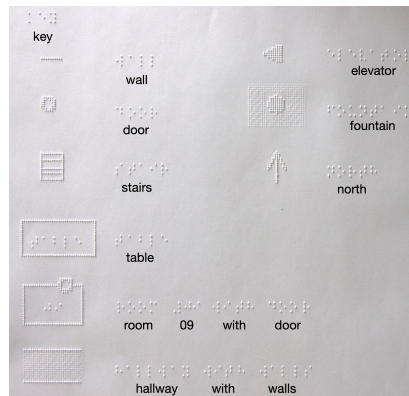 key
wall
elevator
door
fountain
stairs
north
table
room 09 with door
hallway with walls